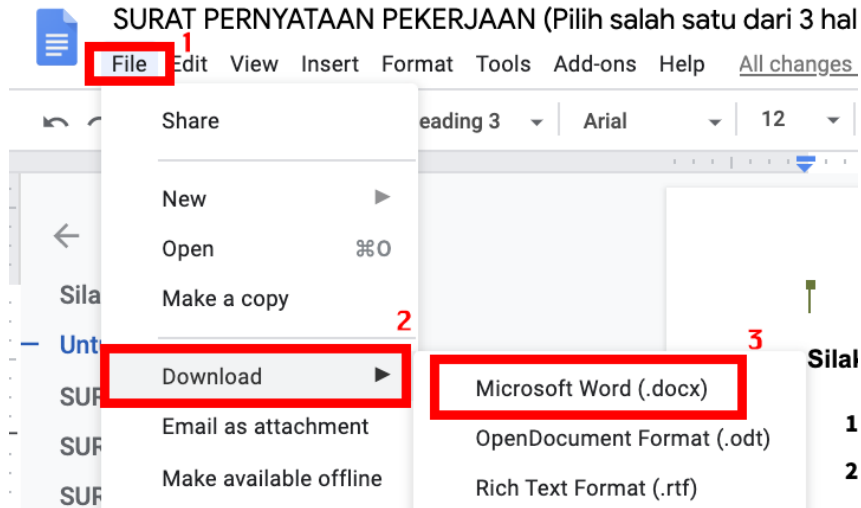 SURAT PERNYATAAN PEKERJAAN (Pilih salah satu dari 3 hal
1
File Edit View Insert Format Tools Add-ons Help All changes
Share
eading 3 Arial 12
New
Open ⌘O
Sila
Make a copy
2
Untu
3
Download
Silak
SUR
Microsoft Word (.docx)
Email as attachment
1
SUR
OpenDocument Format (.odt)
2
Make available offline
SUR
Rich Text Format (.rtf)